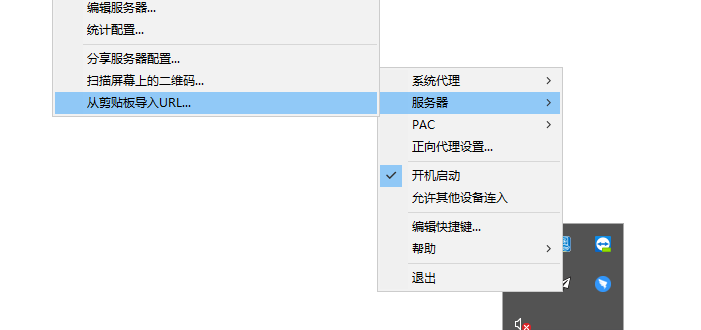 编辑服务器...
统计配置...
分享服务器配置...
扫描屏幕上的二维码...
从剪贴板导入URL...
系统代理
服务器
PAC
正向代理设置...
开机启动
允许其他设备连入
编辑快捷键...
帮助
退出